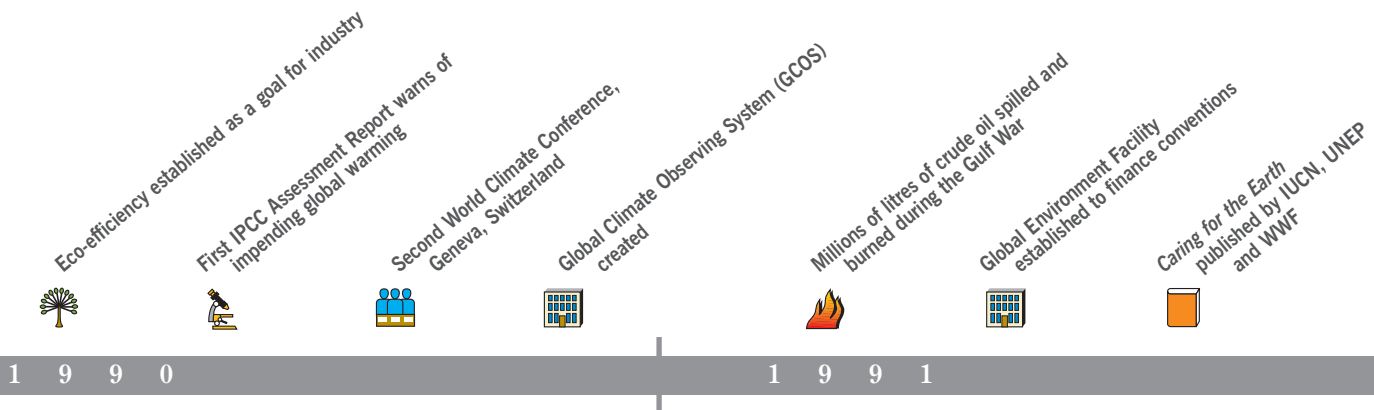 Eco-efficiency established as a goal for industry
First IPCC Assessment Report warns of
impending global warming
Second World Climate Conference,
Geneva, Switzerland
Global Climate Observing System (GCOS)
created
Millions of litres of crude oil spilled and
burned during the Gulf War
Global Environment Facility
established to finance conventions
Caring for the Earth
published by IUCN, UNEP
and WWF
1 9 9 0
1 9 9 1